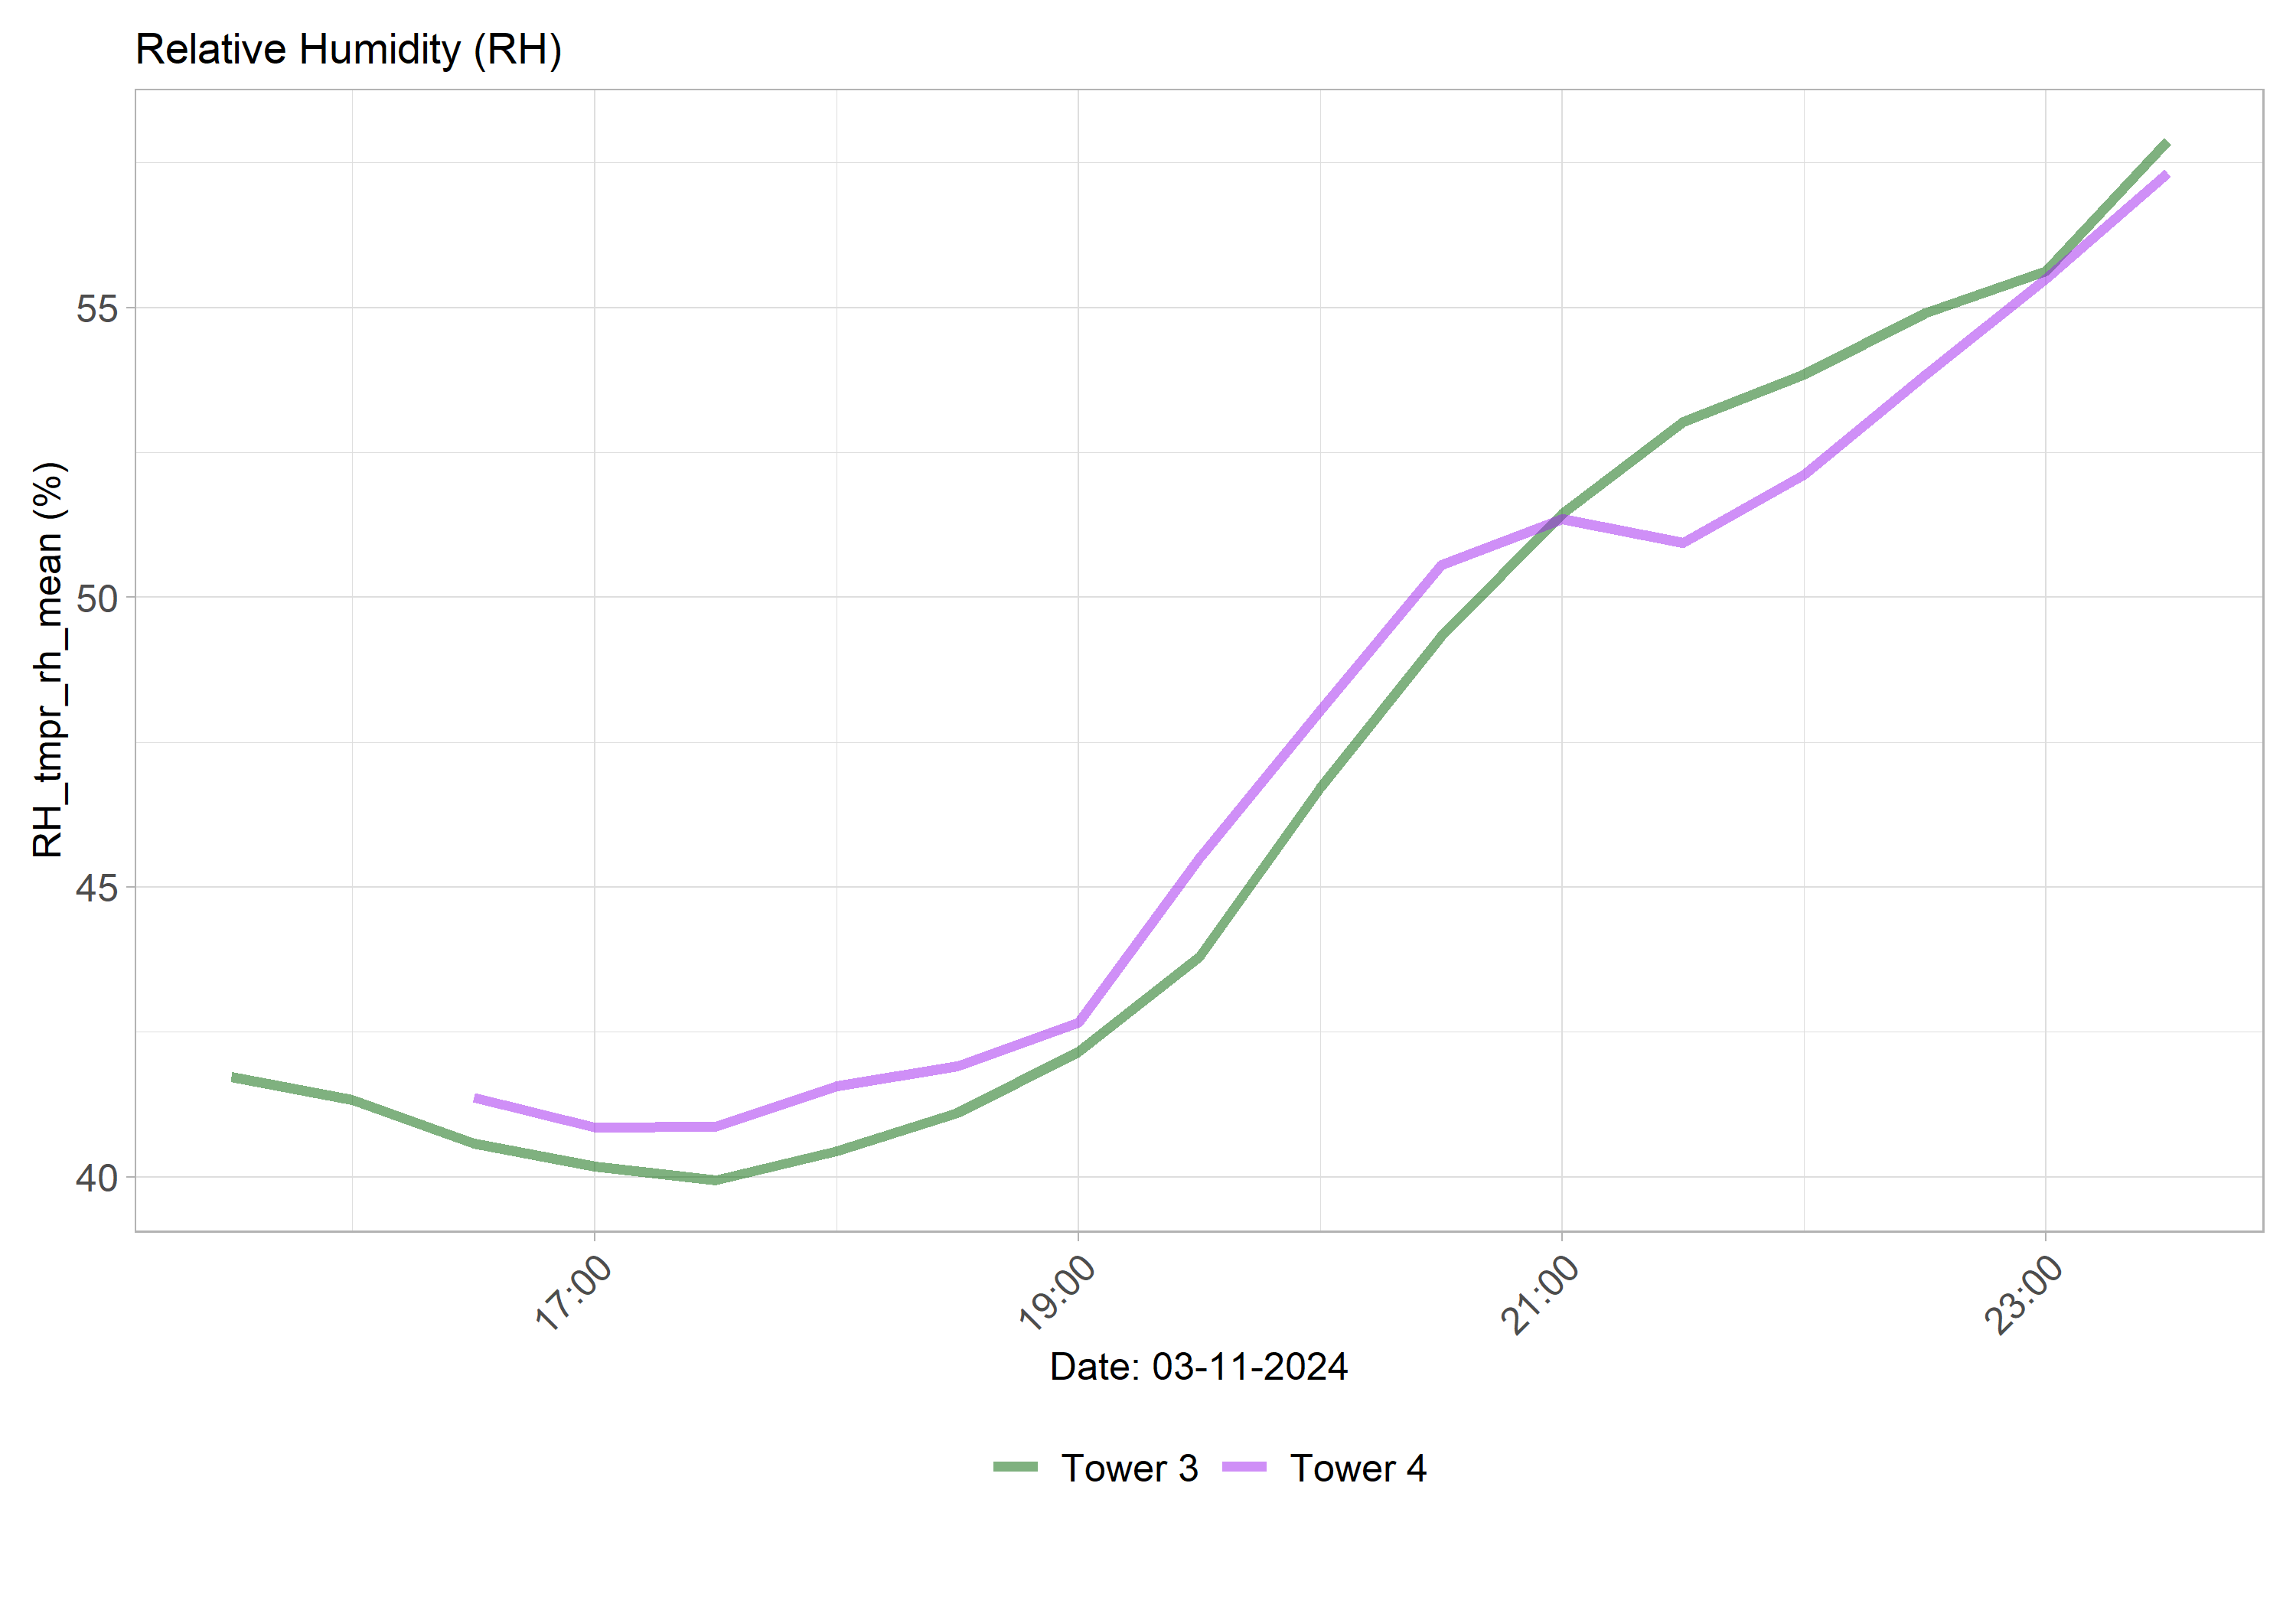 Relative Humidity (RH)
RH_tmpr_rh_mean (%)
55
50
45
40
17:00
19:00
21:00
23:00
Date: 03-11-2024
Tower 3
Tower 4